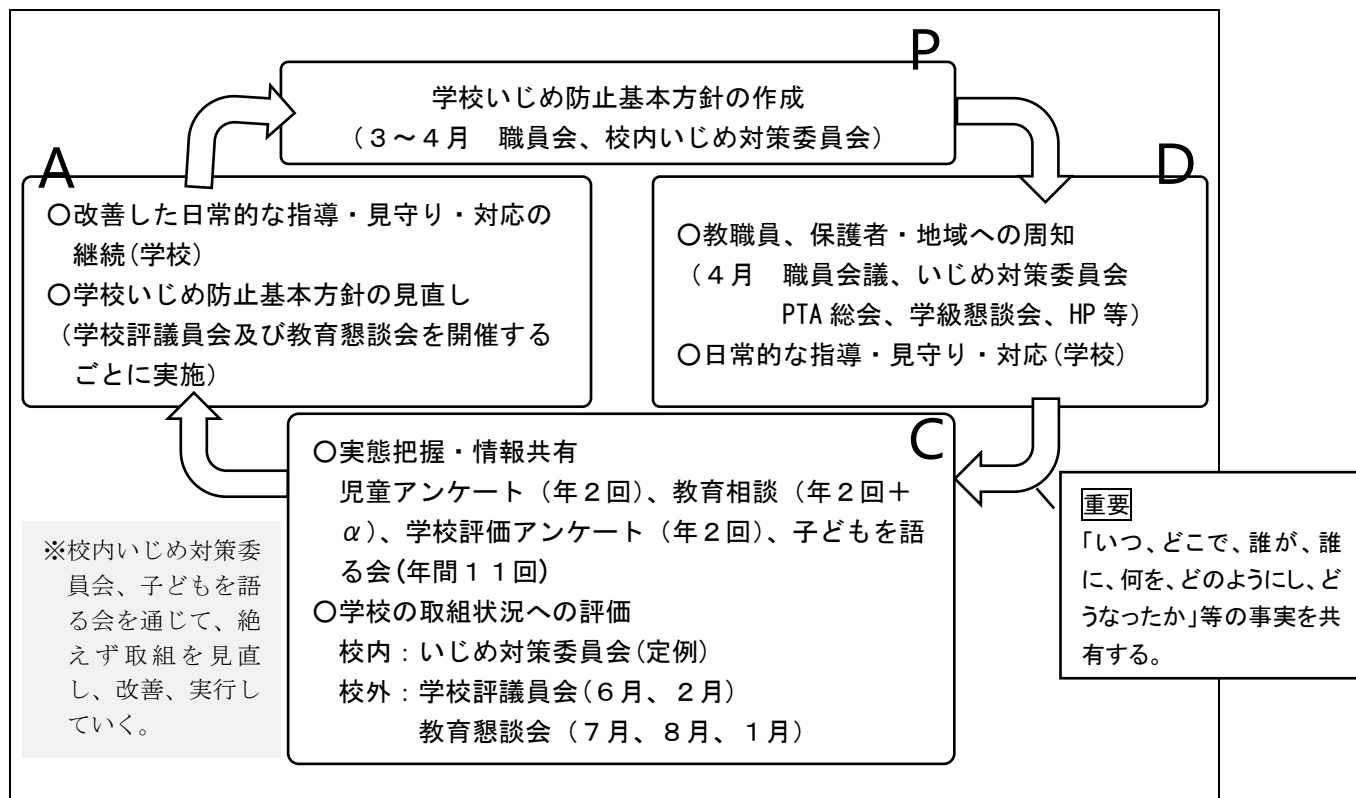 P
学校いじめ防止基本方針の作成
（３～４月　職員会、校内いじめ対策委員会）
A
○改善した日常的な指導・見守り・対応の
継続(学校)
○学校いじめ防止基本方針の見直し
（学校評議員会及び教育懇談会を開催する
ごとに実施）
D
○教職員、保護者・地域への周知
（４月　職員会議、いじめ対策委員会
PTA 総会、学級懇談会、HP 等）
○日常的な指導・見守り・対応(学校)
C
○実態把握・情報共有
児童アンケート（年２回）、教育相談（年２回＋
α）、学校評価アンケート（年２回）、子どもを語
る会(年間１１回)
○学校の取組状況への評価
校内：いじめ対策委員会(定例)
校外：学校評議員会(６月、２月)
教育懇談会（７月、８月、１月）
重要
「いつ、どこで、誰が、誰
に、何を、どのようにし、ど
うなったか」等の事実を共
有する。
※校内いじめ対策委
員会、子どもを語
る会を通じて、絶
えず取組を見直
し、改善、実行し
ていく。